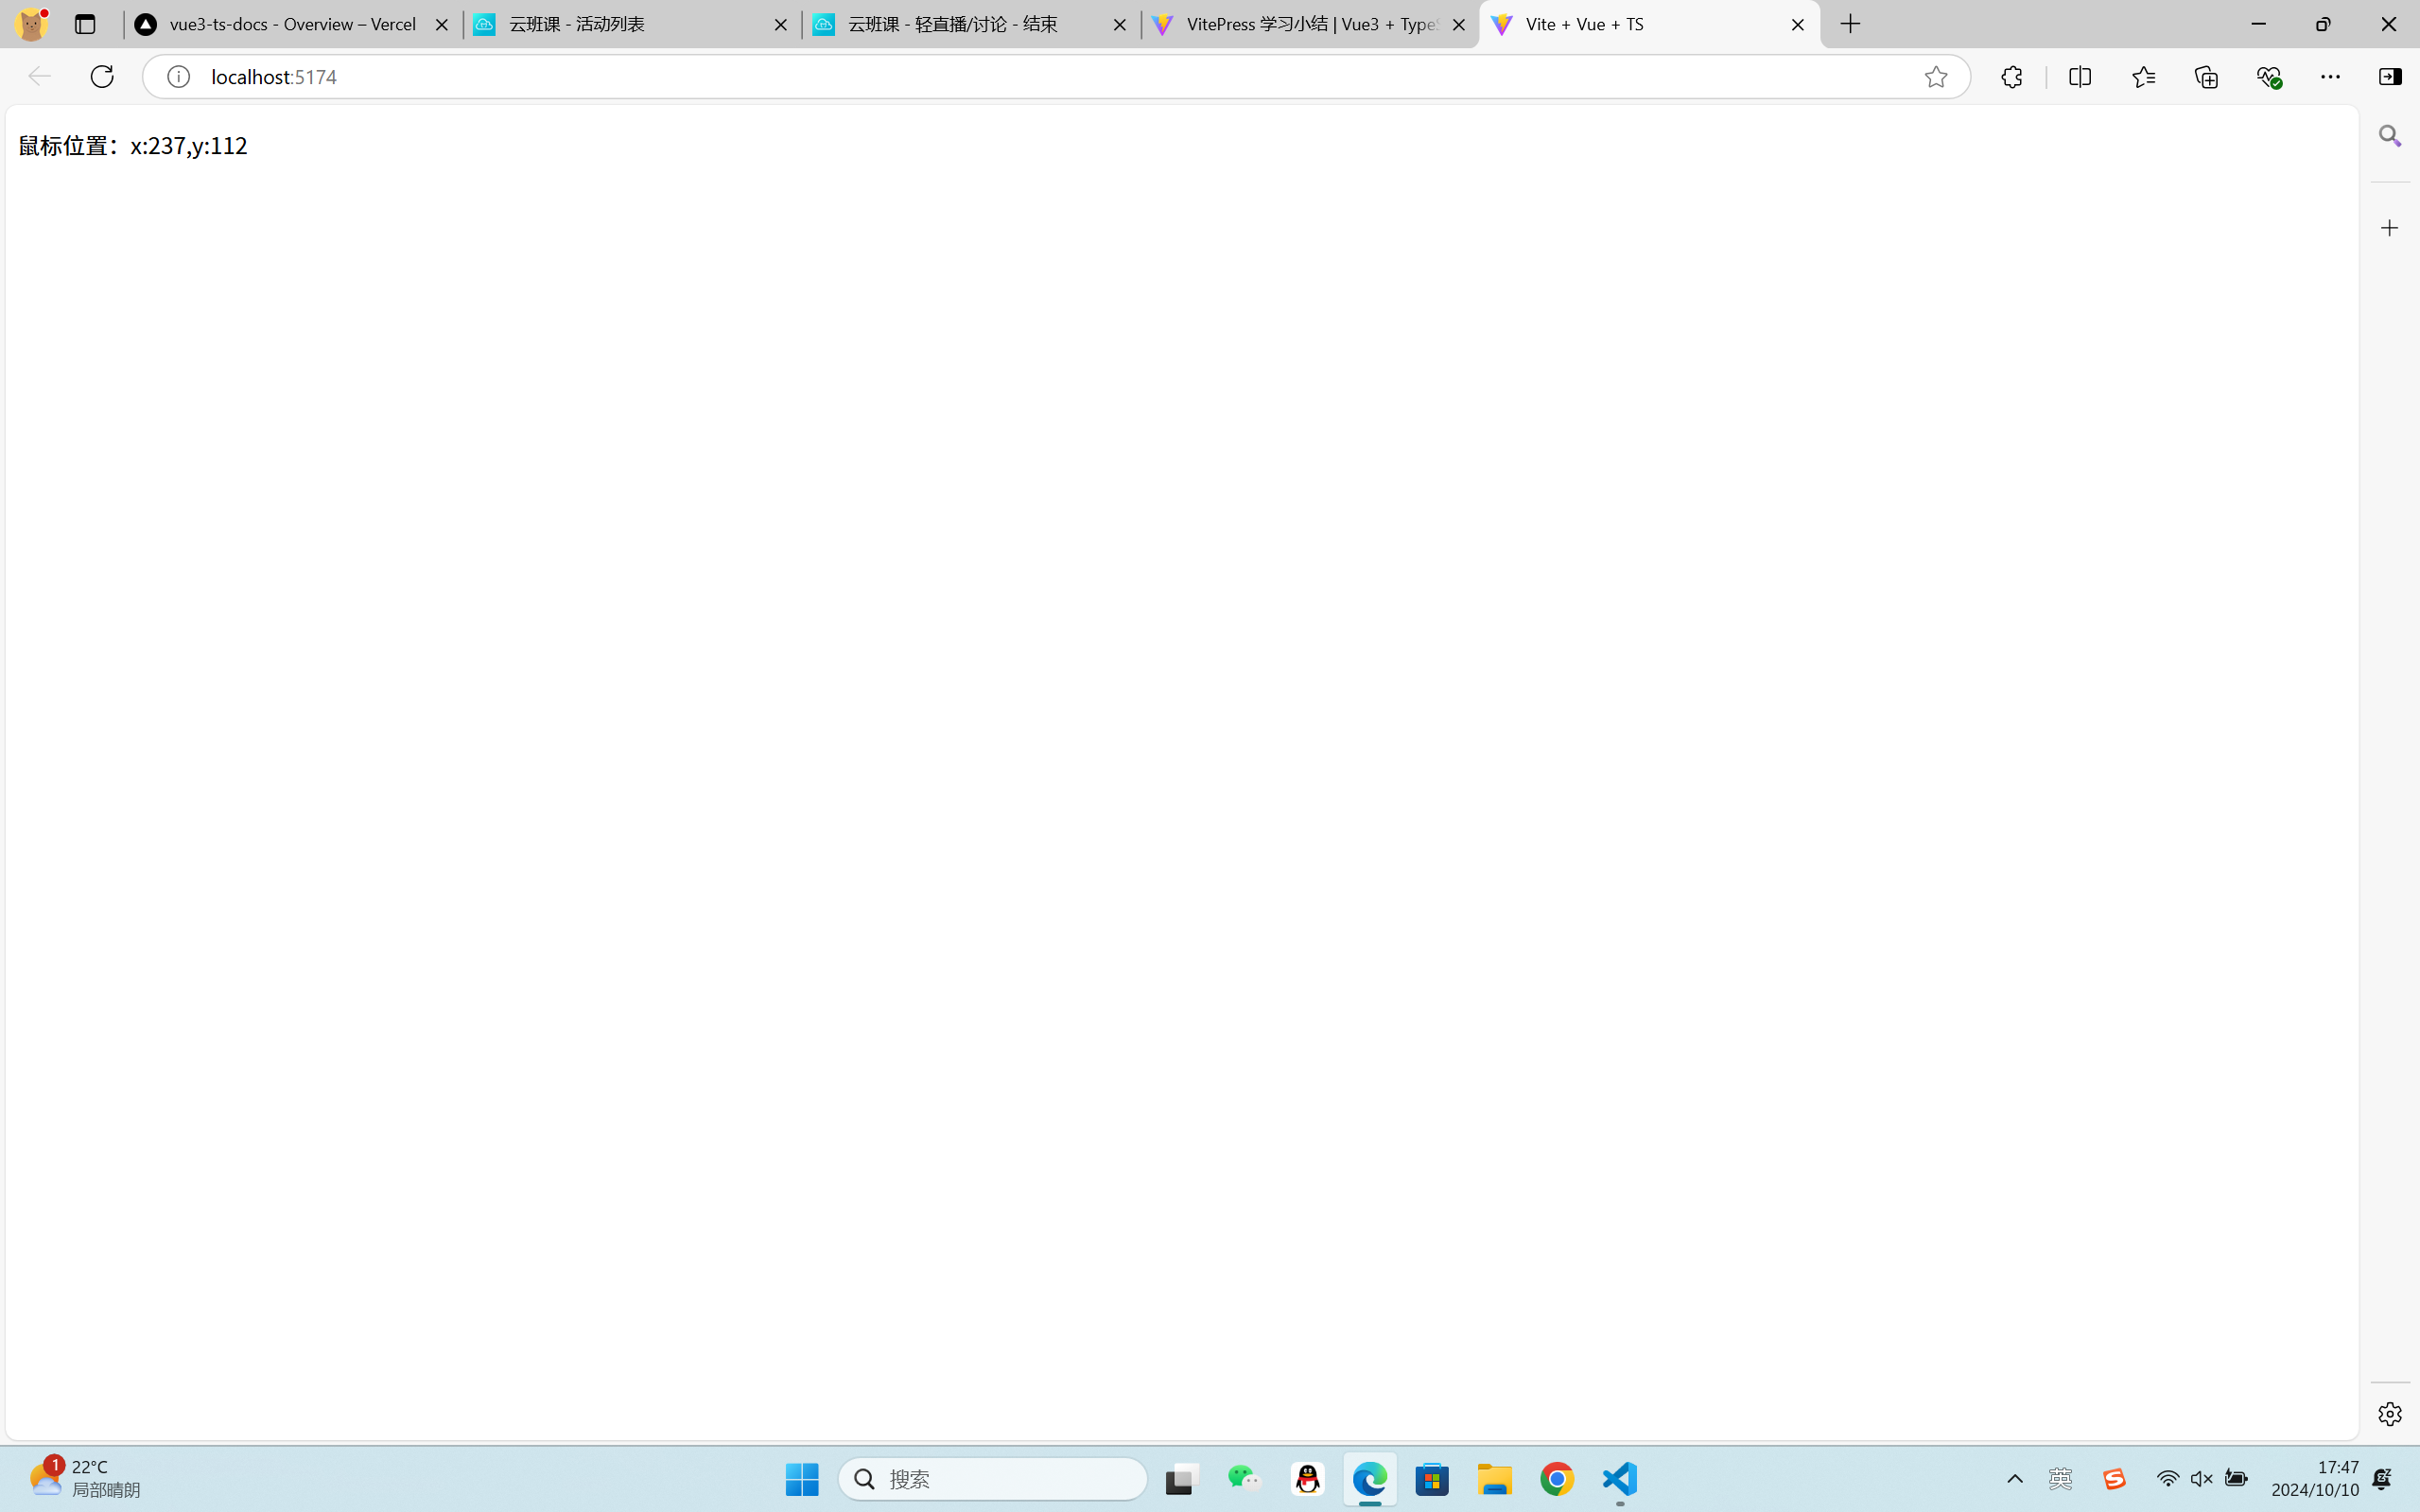 vue3-ts-docs - Overview – Vercel
云班课 - 活动列表
云班课 - 轻直播/讨论 - 结束
VitePress 学习小结 | Vue3 + Type
Vite + Vue + TS
localhost:5174
鼠标位置：x:237,y:112
1
22°C
局部晴朗
搜索
英
17:47
2024/10/10